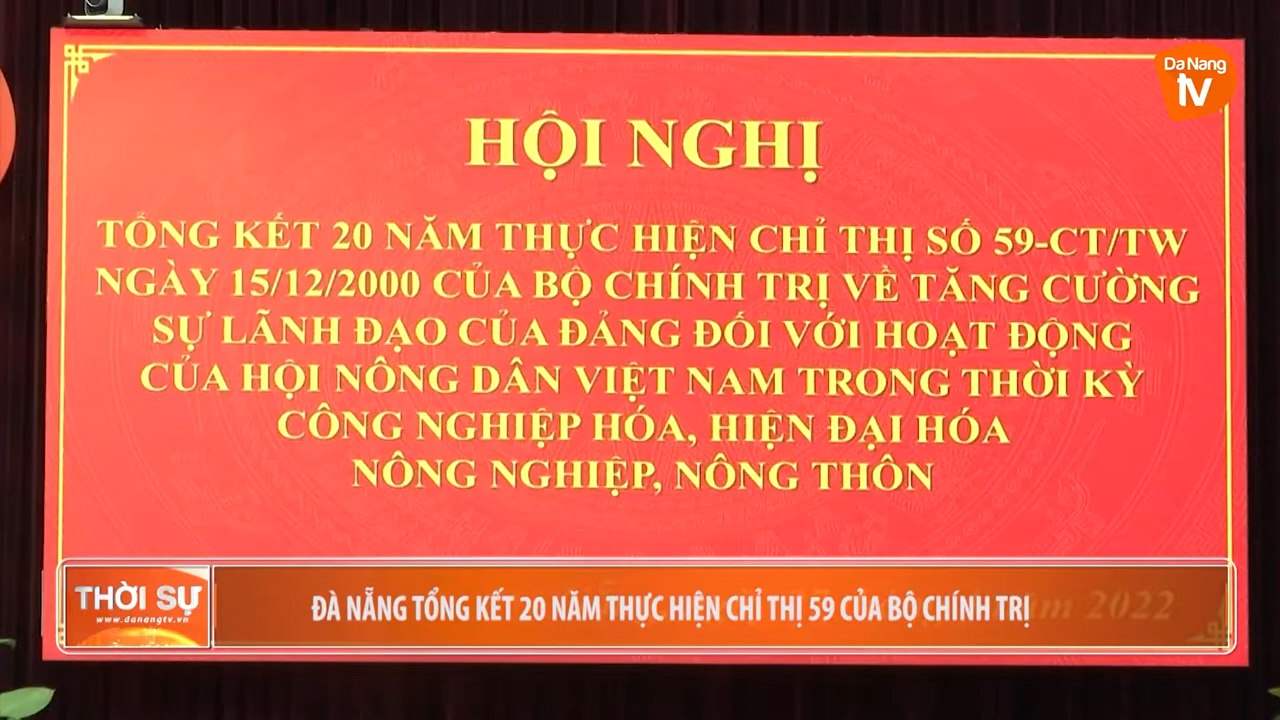 Da Nang
tv
HỘI NGHỊ
TỔNG KẾT 20 NĂM THỰC HIỆN CHỈ THỊ SỐ 59-CT/TW
NGÀY 15/12/2000 CỦA BỘ CHÍNH TRỊ VỀ TĂNG CƯỜNG
SỰ LÃNH ĐẠO CỦA ĐẢNG ĐỐI VỚI HOẠT ĐỘNG
CỦA HỘI NÔNG DÂN VIỆT NAM TRONG THỜI KỲ
CÔNG NGHIỆP HÓA, HIỆN ĐẠI HÓA
NÔNG NGHIỆP, NÔNG THÔN
năm 2022
THỜI SỰ
www.danangtv.vn
ĐÀ NẴNG TỔNG KẾT 20 NĂM THỰC HIỆN CHỈ THỊ 59 CỦA BỘ CHÍNH TRỊ